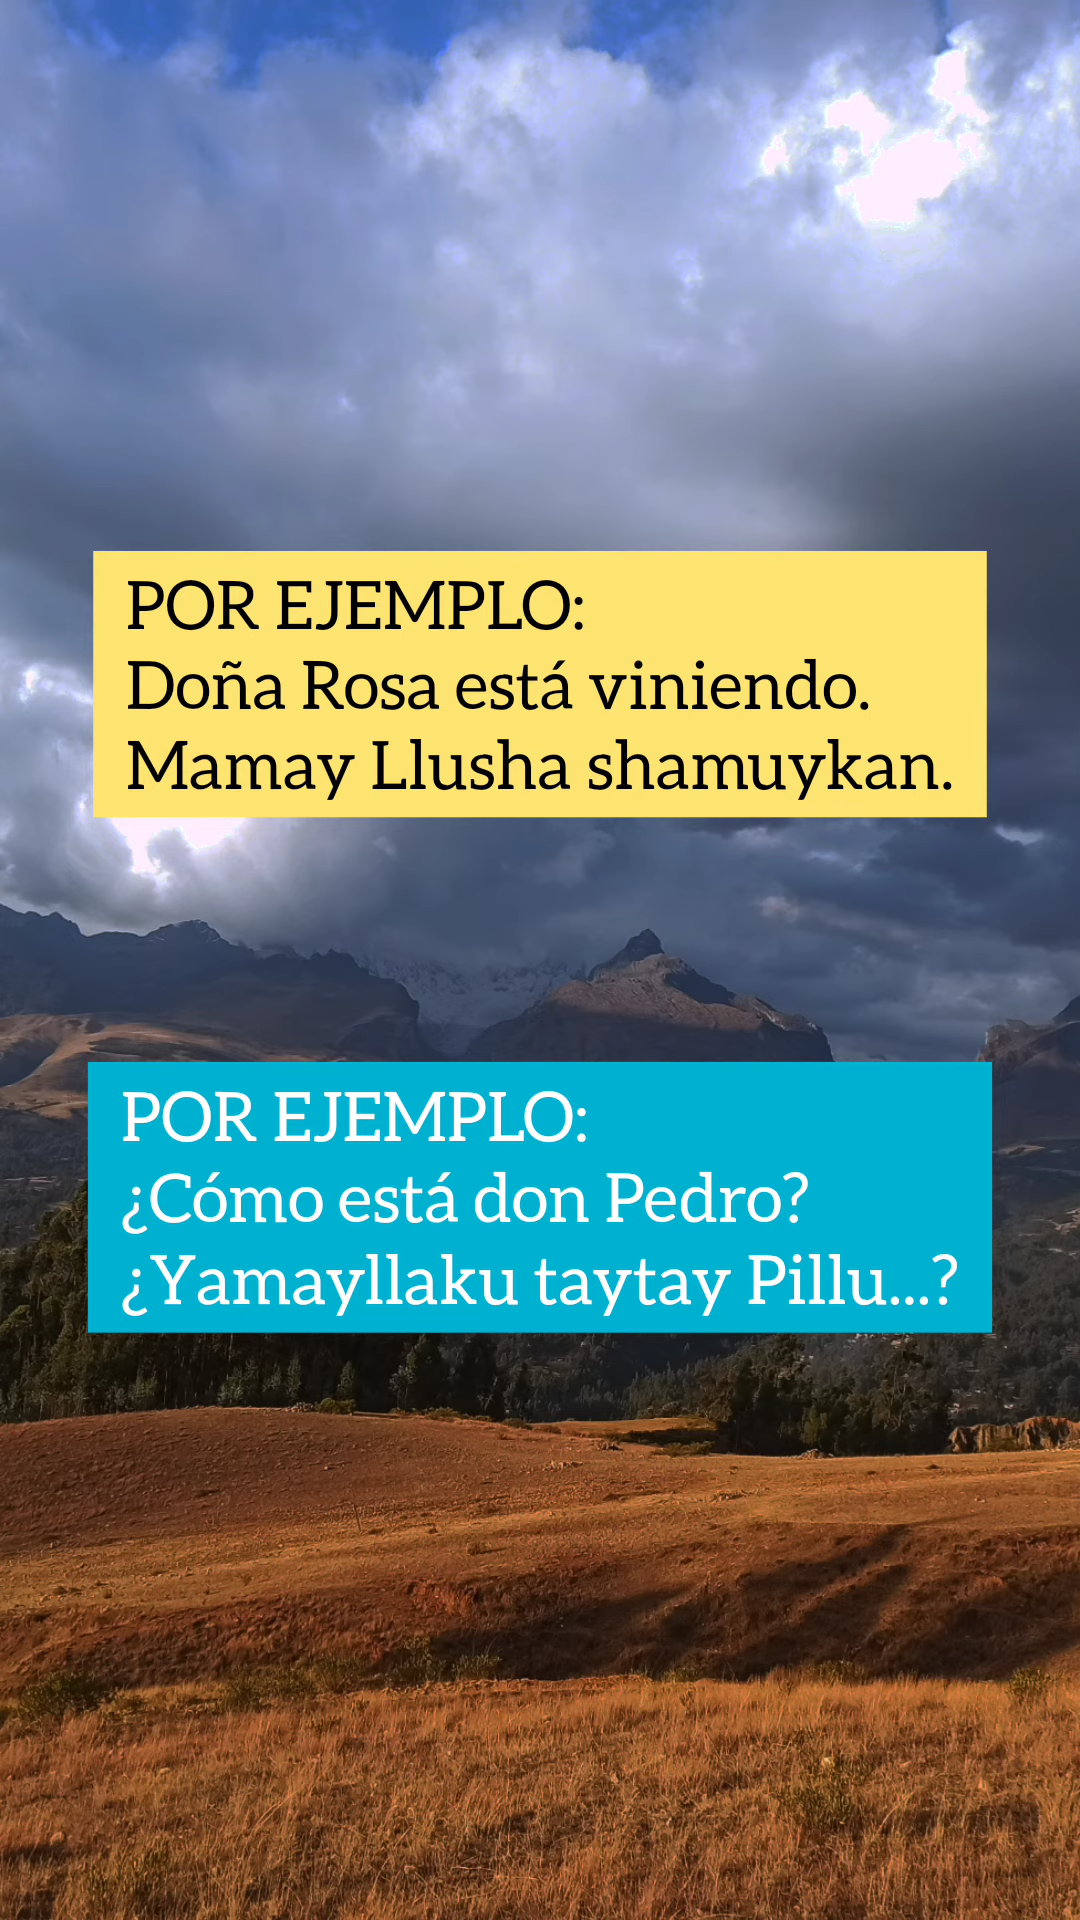 POR EJEMPLO:
Doña Rosa está viniendo.
Mamay Llusha shamuykan.
POR EJEMPLO:
¿Cómo está don Pedro?
¿Yamayllaku taytay Pillu...?